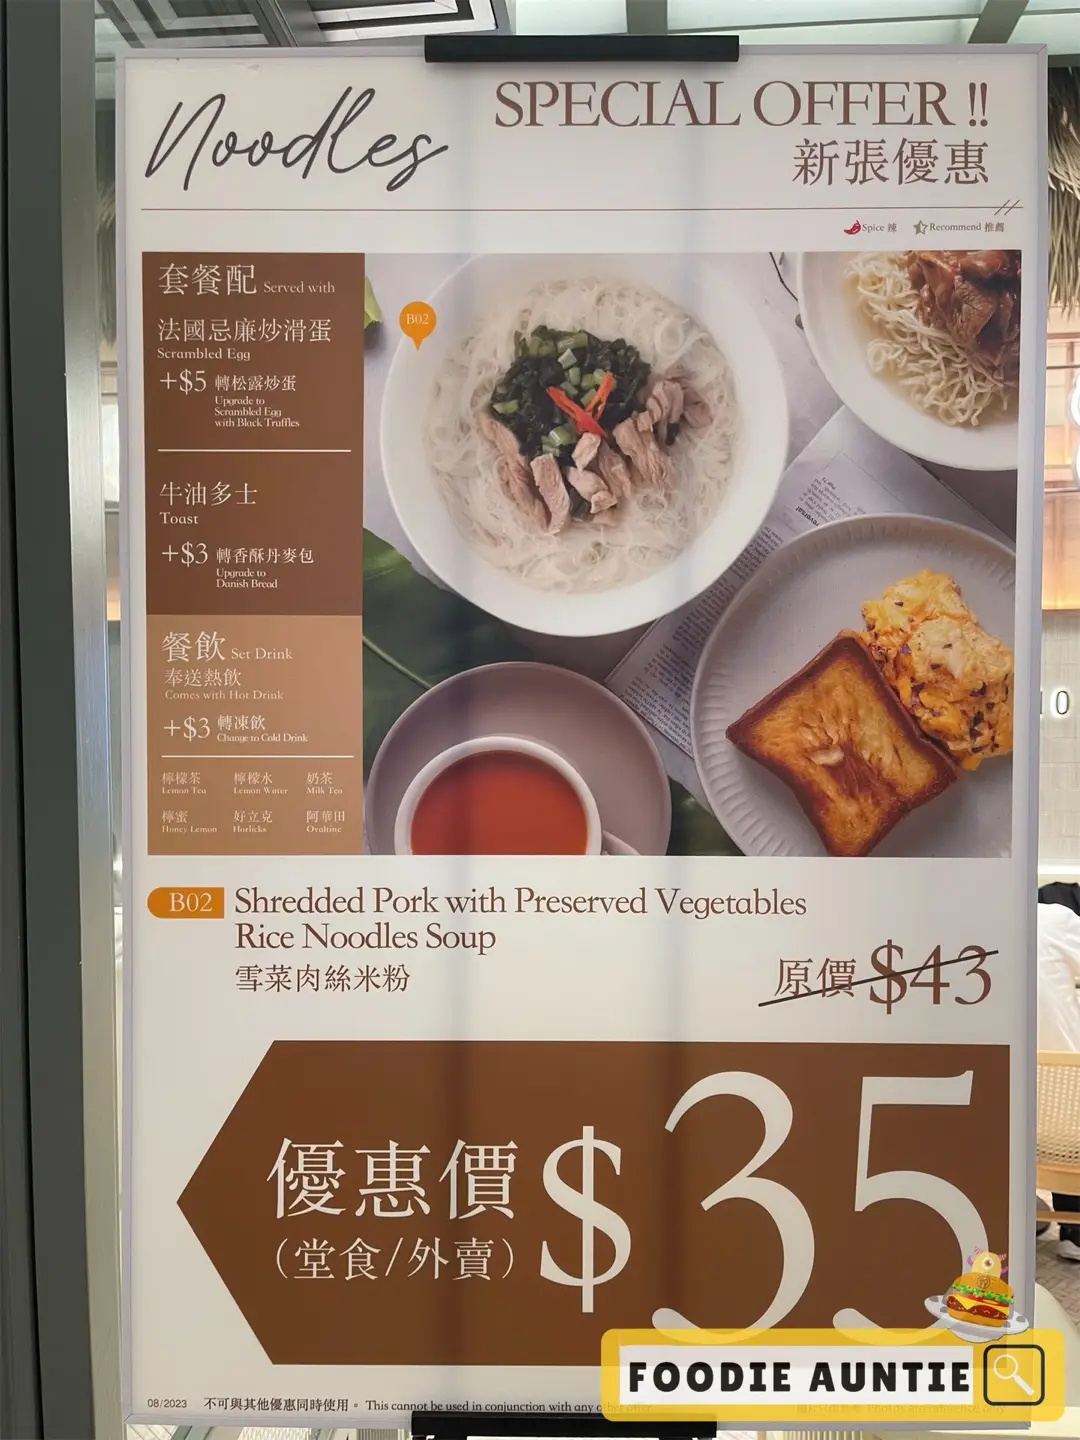 Noodles
SPECIAL OFFER !!
新張優惠
Spice 辣
Recommend 推薦
套餐配 Served with
法國忌廉炒滑蛋
Scrambled Egg
+$5 轉松露炒蛋
Upgrade to
Scrambled Egg
with Black Truffles
牛油多士
Toast
+$3 轉香酥丹麥包
Upgrade to
Danish Bread
餐飲 Set Drink
奉送熱飲
Comes with Hot Drink
+$3 轉凍飲
Change to Cold Drink
檸檬茶 檸檬水 奶茶
Lemon Tea Lemon Water Milk Tea
檸蜜 好立克 阿華田
Honey Lemon Horlicks Ovaltine
B02
B02 Shredded Pork with Preserved Vegetables
Rice Noodles Soup
雪菜肉絲米粉
原價 $43
優惠價 $35
（堂食/外賣）
FOODIE AUNTIE
08/2023 不可與其他優惠同時使用。 This cannot be used in conjunction with any other offer.